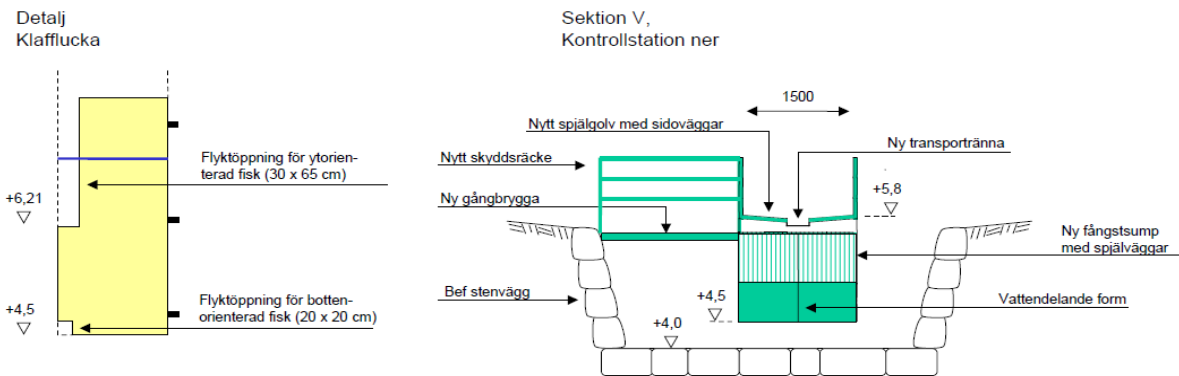 Detalj
Klafflucka
Flyktöppning för ytorien-
terad fisk (30 x 65 cm)
+6,21
+4,5
Flyktöppning för botten-
orienterad fisk (20 x 20 cm)
Sektion V,
Kontrollstation ner
1500
Nytt spjälgolv med sidoväggar
Ny transportränna
Nytt skyddsräcke
+5,8
Ny gångbrygga
Ny fångstsump
med spjälväggar
Bef stenvägg
+4,5
Vattendelande form
+4,0